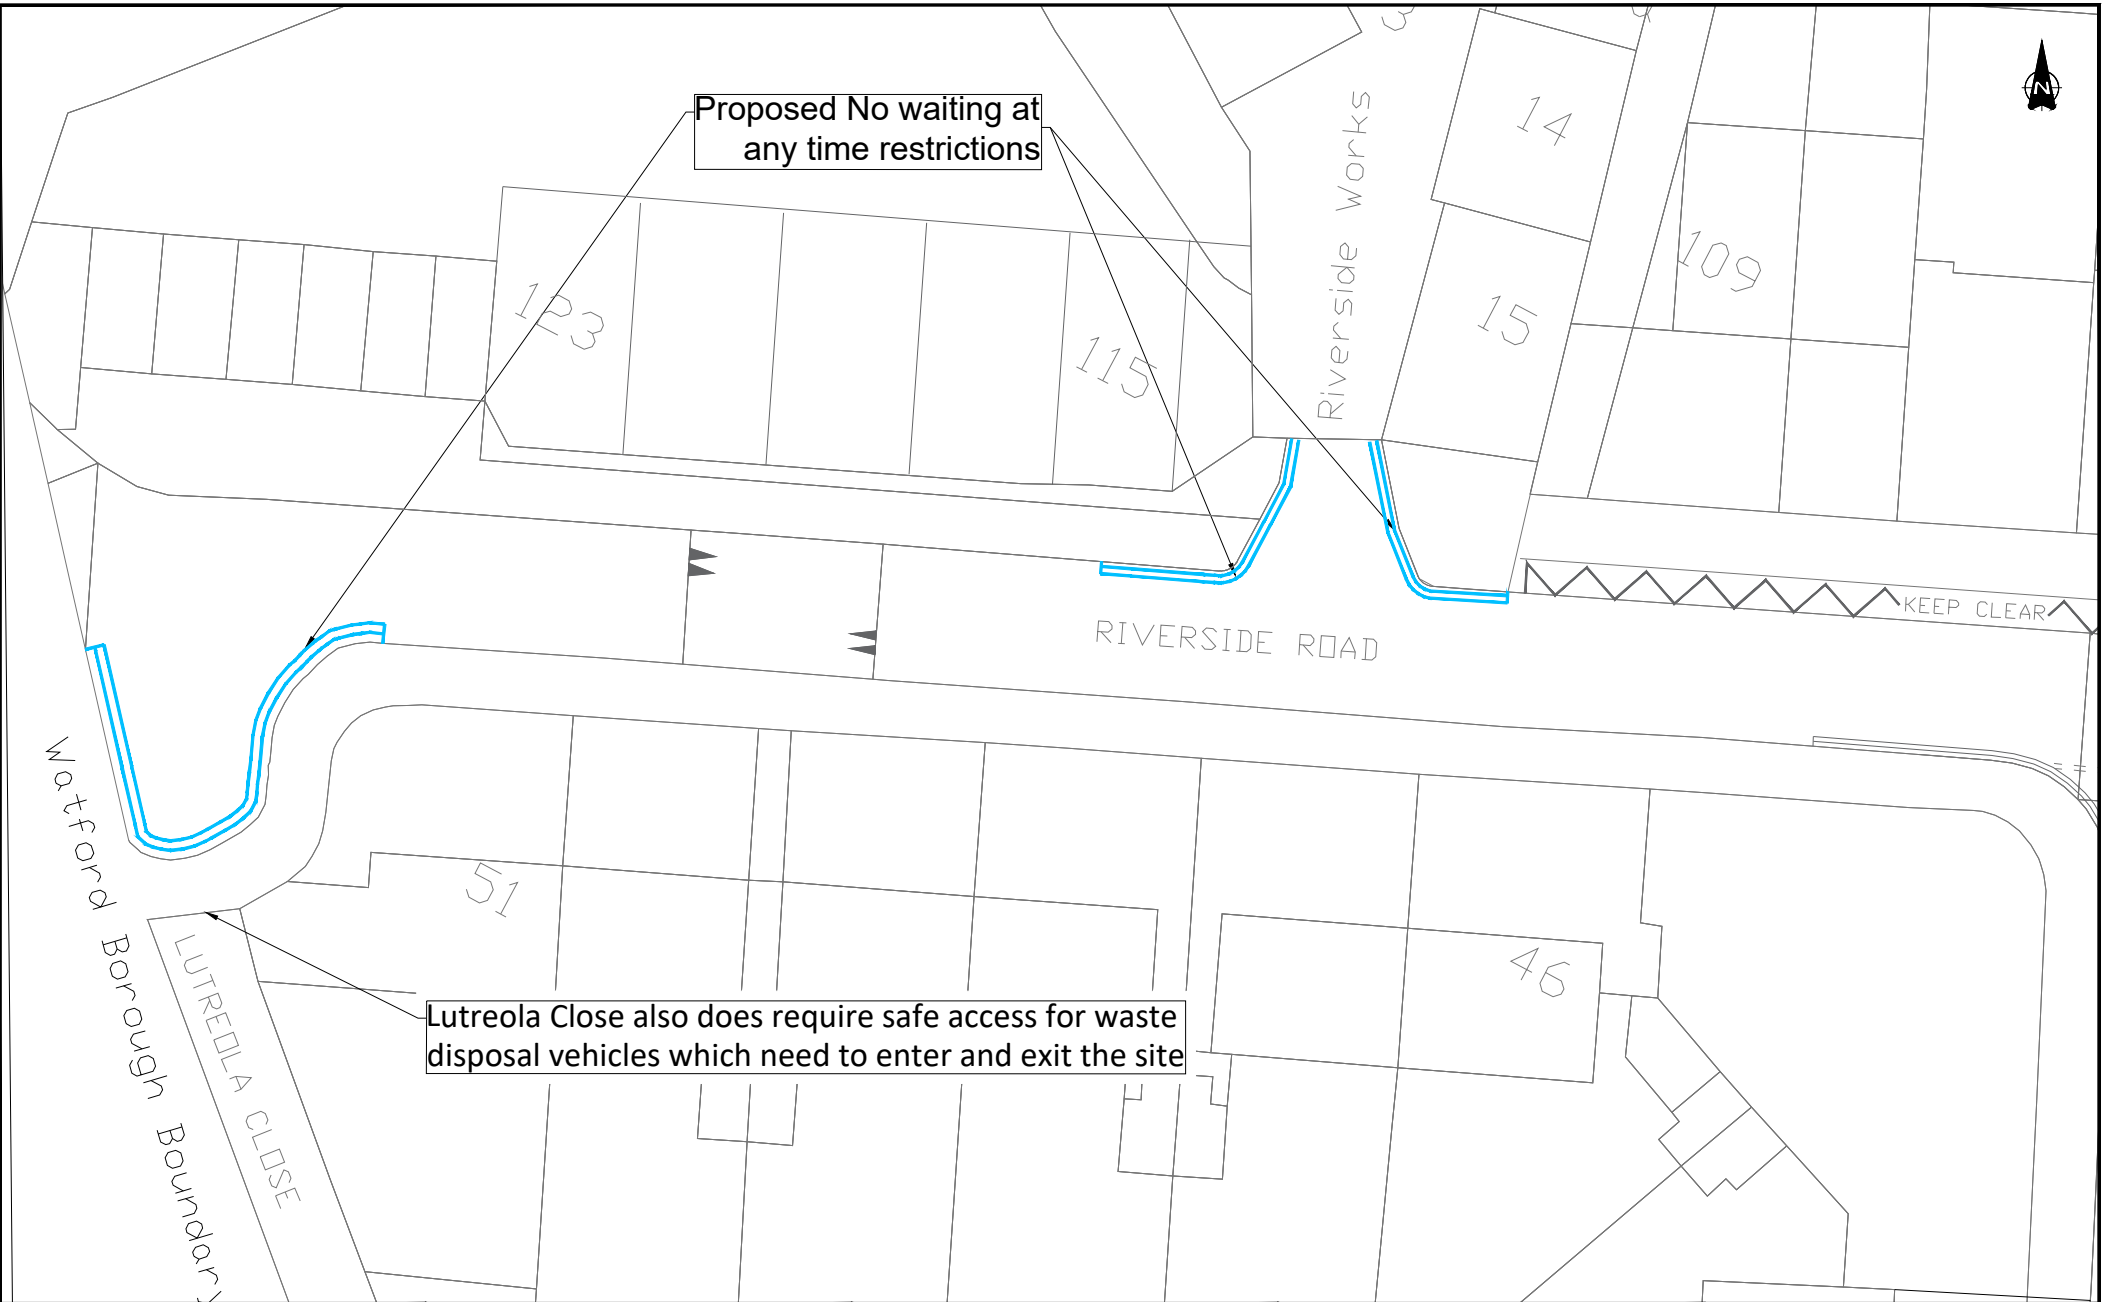 Proposed No waiting at
any time restrictions
N
Riverside Works
14
15
109
123
115
KEEP CLEAR
RIVERSIDE ROAD
Watford Borough Boundary
51
46
LUTREOLA CLOSE
Lutreola Close also does require safe access for waste
disposal vehicles which need to enter and exit the site